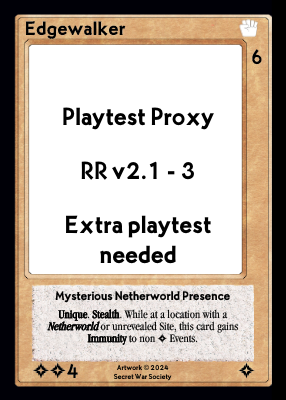 Edgewalker
6
Playtest Proxy
RR v2.1 - 3
Extra playtest
needed
Mysterious Netherworld Presence
Unique. Stealth. While at a location with a
Netherworld or unrevealed Site, this card gains
Immunity to non ✧ Events.
4
Artwork © 2024
Secret War Society